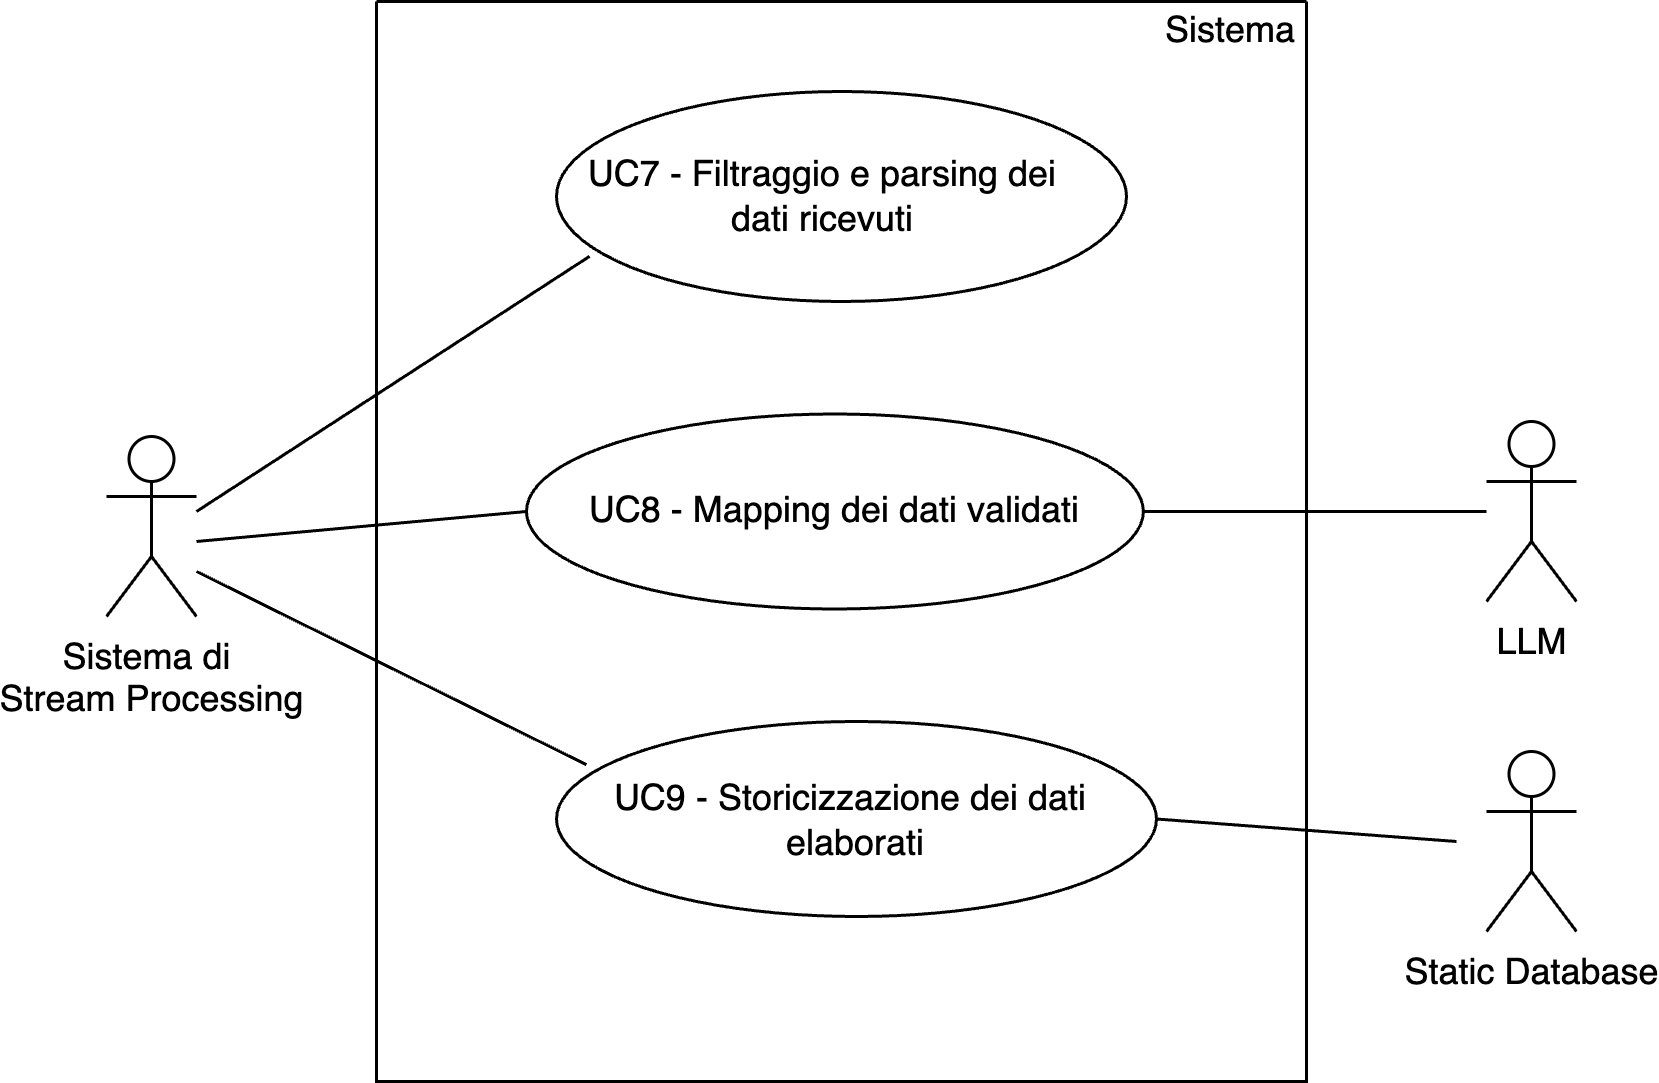 Sistema
UC7 - Filtraggio e parsing dei
dati ricevuti
UC8 - Mapping dei dati validati
UC9 - Storicizzazione dei dati
elaborati
Sistema di
Stream Processing
LLM
Static Database